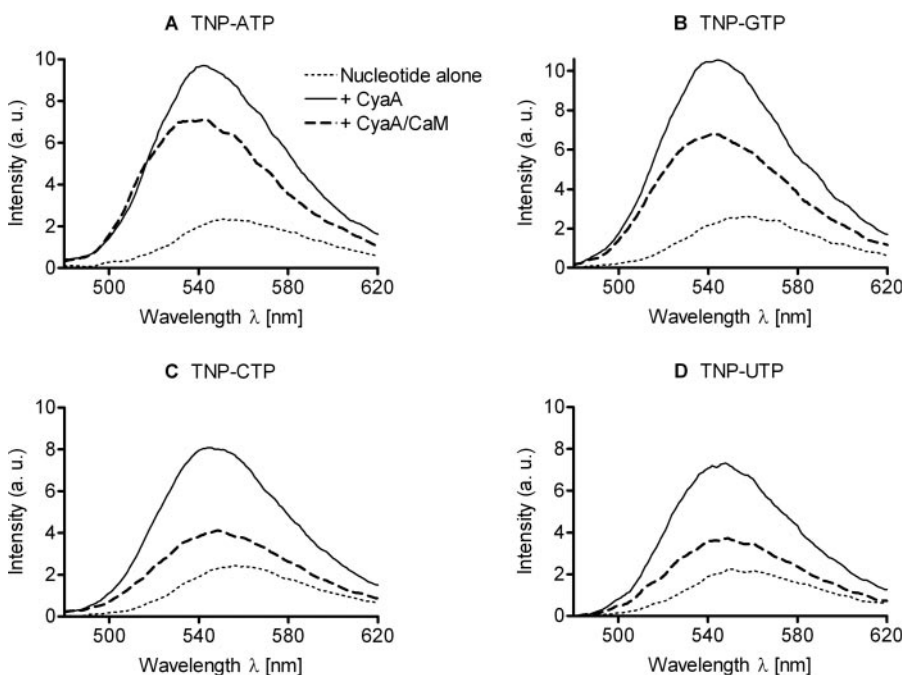 A TNP-ATP
10
8
6
4
2
0
Intensity (a. u.)
500 540 580 620
Wavelength λ [nm]
Nucleotide alone
+ CyaA
+ CyaA/CaM
B TNP-GTP
10
8
6
4
2
0
Intensity (a. u.)
500 540 580 620
Wavelength λ [nm]
C TNP-CTP
10
8
6
4
2
0
Intensity (a. u.)
500 540 580 620
Wavelength λ [nm]
D TNP-UTP
10
8
6
4
2
0
Intensity (a. u.)
500 540 580 620
Wavelength λ [nm]